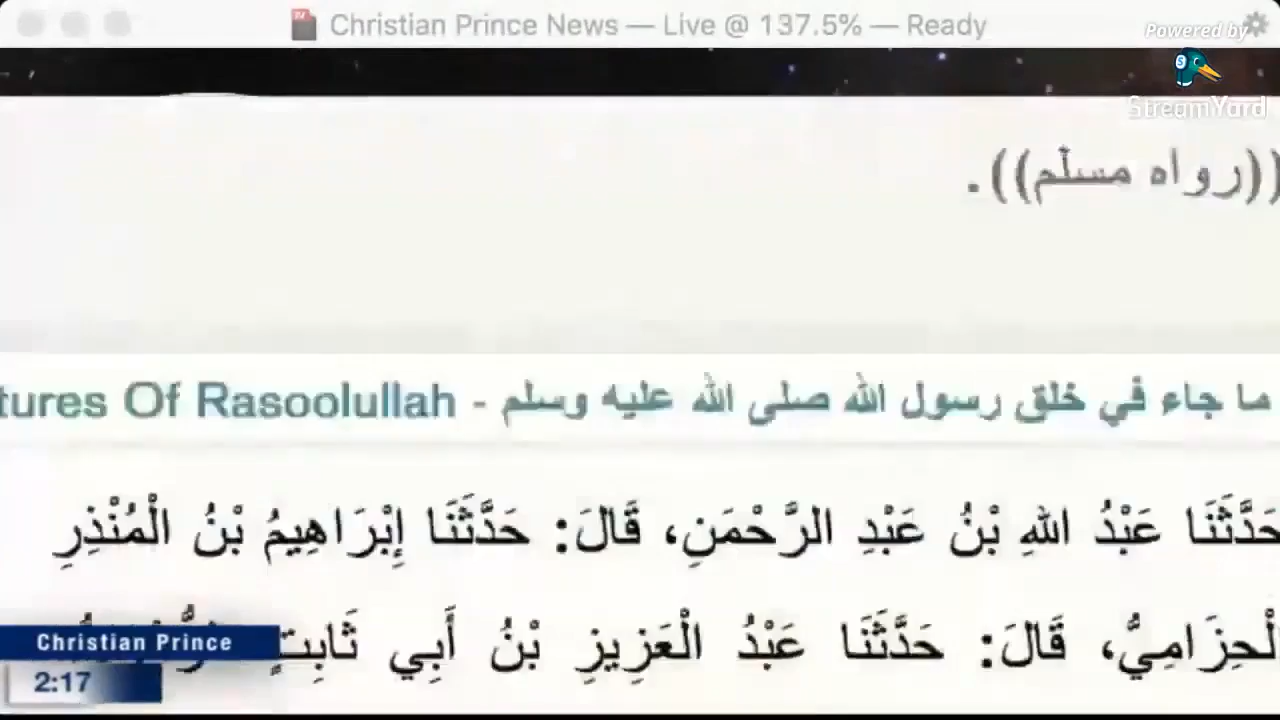 Christian Prince News — Live @ 137.5% — Ready
Powered by
StreamYard
((رواه مسلم)).
tures Of Rasoolullah - ما جاء في خلق رسول الله صلى الله عليه وسلم
حَدَّثَنَا عَبْدُ اللهِ بْنُ عَبْدِ الرَّحْمَنِ، قَالَ: حَدَّثَنَا إِبْرَاهِيمُ بْنُ الْمُنْذِرِ
لْحِزَامِيُّ، قَالَ: حَدَّثَنَا عَبْدُ الْعَزِيزِ بْنُ أَبِي ثَابِتٍ
Christian Prince
2:17